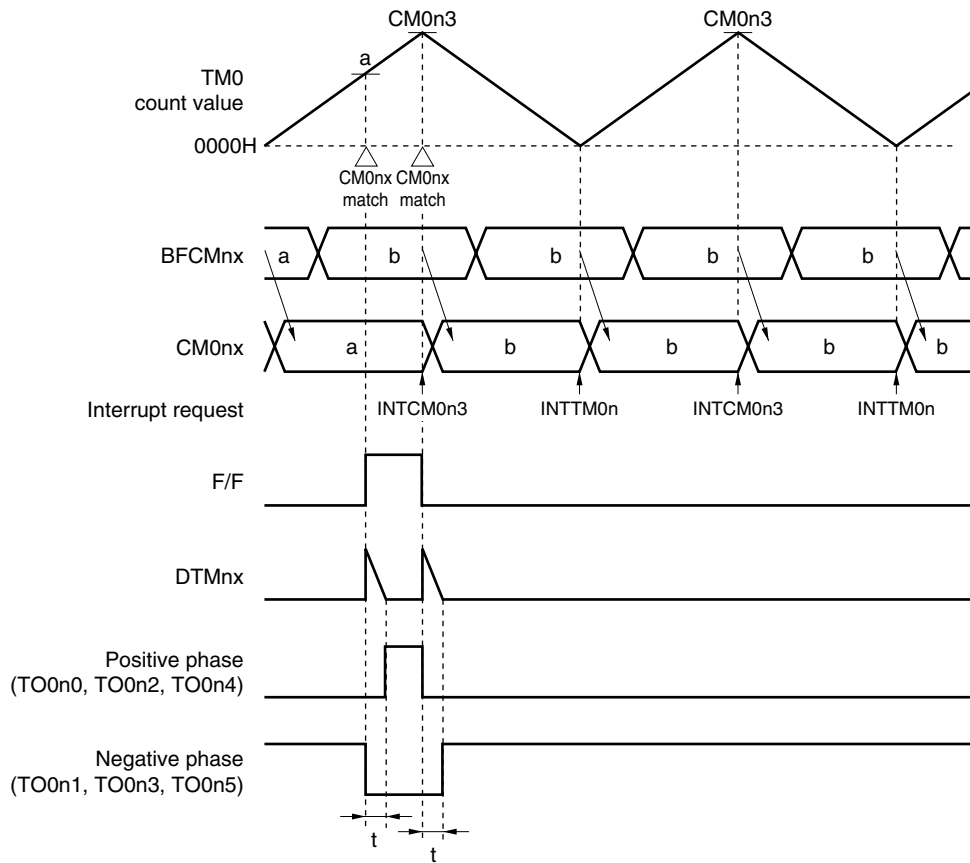 CM0n3 CM0n3
a
TM0
count value
0000H
CM0nx CM0nx
match match
BFCMnx a b b b b
CM0nx a b b b b
Interrupt request INTCM0n3 INTTM0n INTCM0n3 INTTM0n
F/F
DTMnx
Positive phase
(TO0n0, TO0n2, TO0n4)
Negative phase
(TO0n1, TO0n3, TO0n5)
t
t